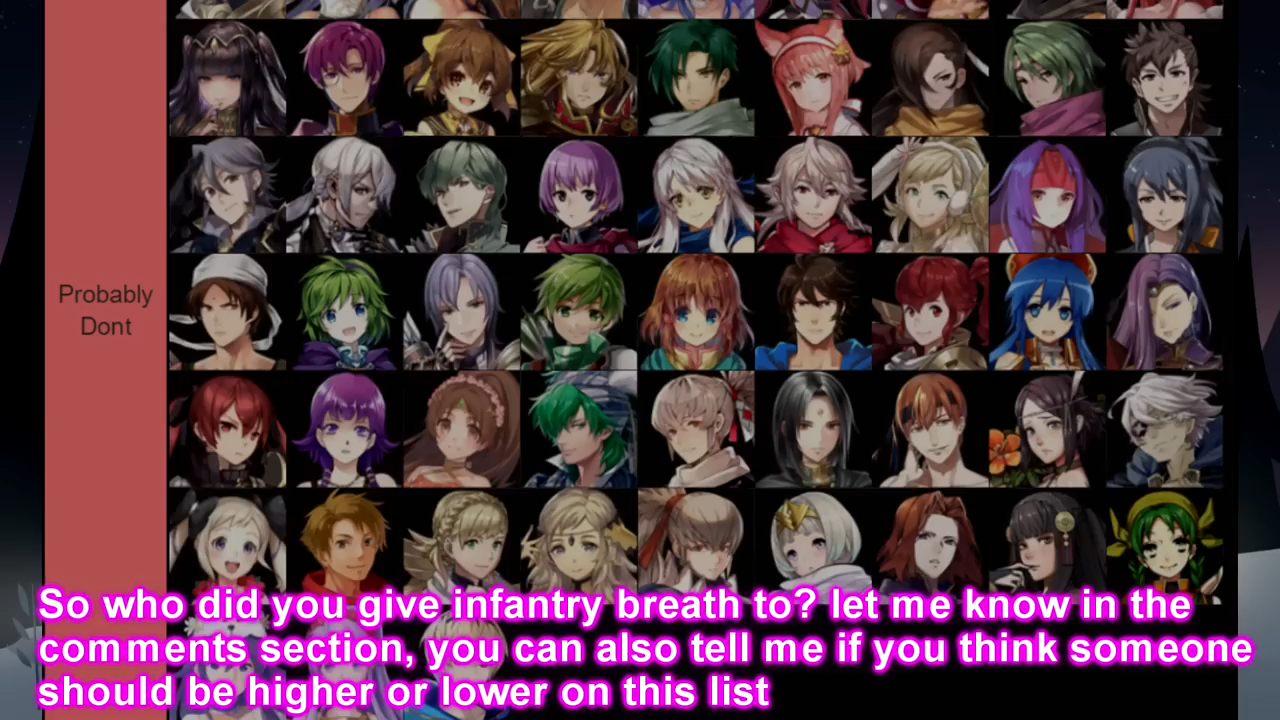 Probably
Dont
So who did you give infantry breath to? let me know in the
comments section, you can also tell me if you think someone
should be higher or lower on this list